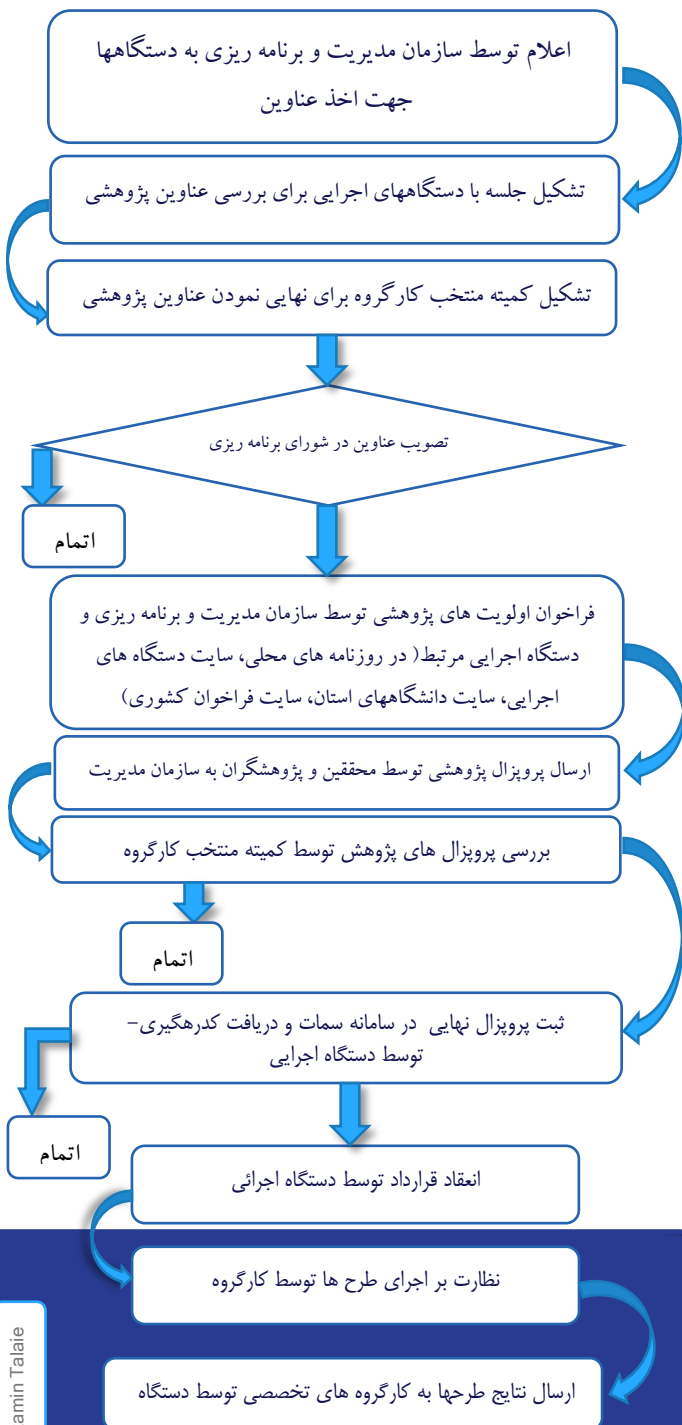 اعلام توسط سازمان مدیریت و برنامه ریزی به دستگاهها
جهت اخذ عناوین
تشکیل جلسه با دستگاههای اجرایی برای بررسی عناوین پژوهشی
تشکیل کمیته منتخب کارگروه برای نهایی نمودن عناوین پژوهشی
تصویب عناوین در شورای برنامه ریزی
اتمام
فراخوان اولویت های پژوهشی توسط سازمان مدیریت و برنامه ریزی و
دستگاه اجرایی مرتبط( در روزنامه های محلی، سایت دستگاه های
اجرایی، سایت دانشگاههای استان، سایت فراخوان کشوری)
ارسال پروپزال پژوهشی توسط محققین و پژوهشگران به سازمان مدیریت
بررسی پروپزال های پژوهش توسط کمیته منتخب کارگروه
اتمام
ثبت پروپزال نهایی در سامانه سمات و دریافت کدرهگیری–
توسط دستگاه اجرایی
اتمام
انعقاد قرارداد توسط دستگاه اجرائی
نظارت بر اجرای طرح ها توسط کارگروه
ارسال نتایج طرحها به کارگروه های تخصصی توسط دستگاه
Talaie